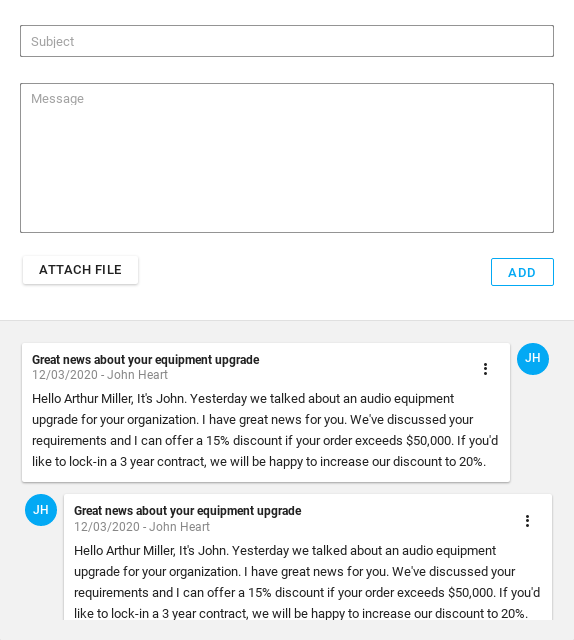 Subject
Message
ATTACH FILE
ADD
Great news about your equipment upgrade
JH
12/03/2020 - John Heart
Hello Arthur Miller, It's John. Yesterday we talked about an audio equipment
upgrade for your organization. I have great news for you. We've discussed your
requirements and I can offer a 15% discount if your order exceeds $50,000. If you'd
like to lock-in a 3 year contract, we will be happy to increase our discount to 20%.
JH
Great news about your equipment upgrade
12/03/2020 - John Heart
Hello Arthur Miller, It's John. Yesterday we talked about an audio equipment
upgrade for your organization. I have great news for you. We've discussed your
requirements and I can offer a 15% discount if your order exceeds $50,000. If you'd
like to lock-in a 3 year contract, we will be happy to increase our discount to 20%.